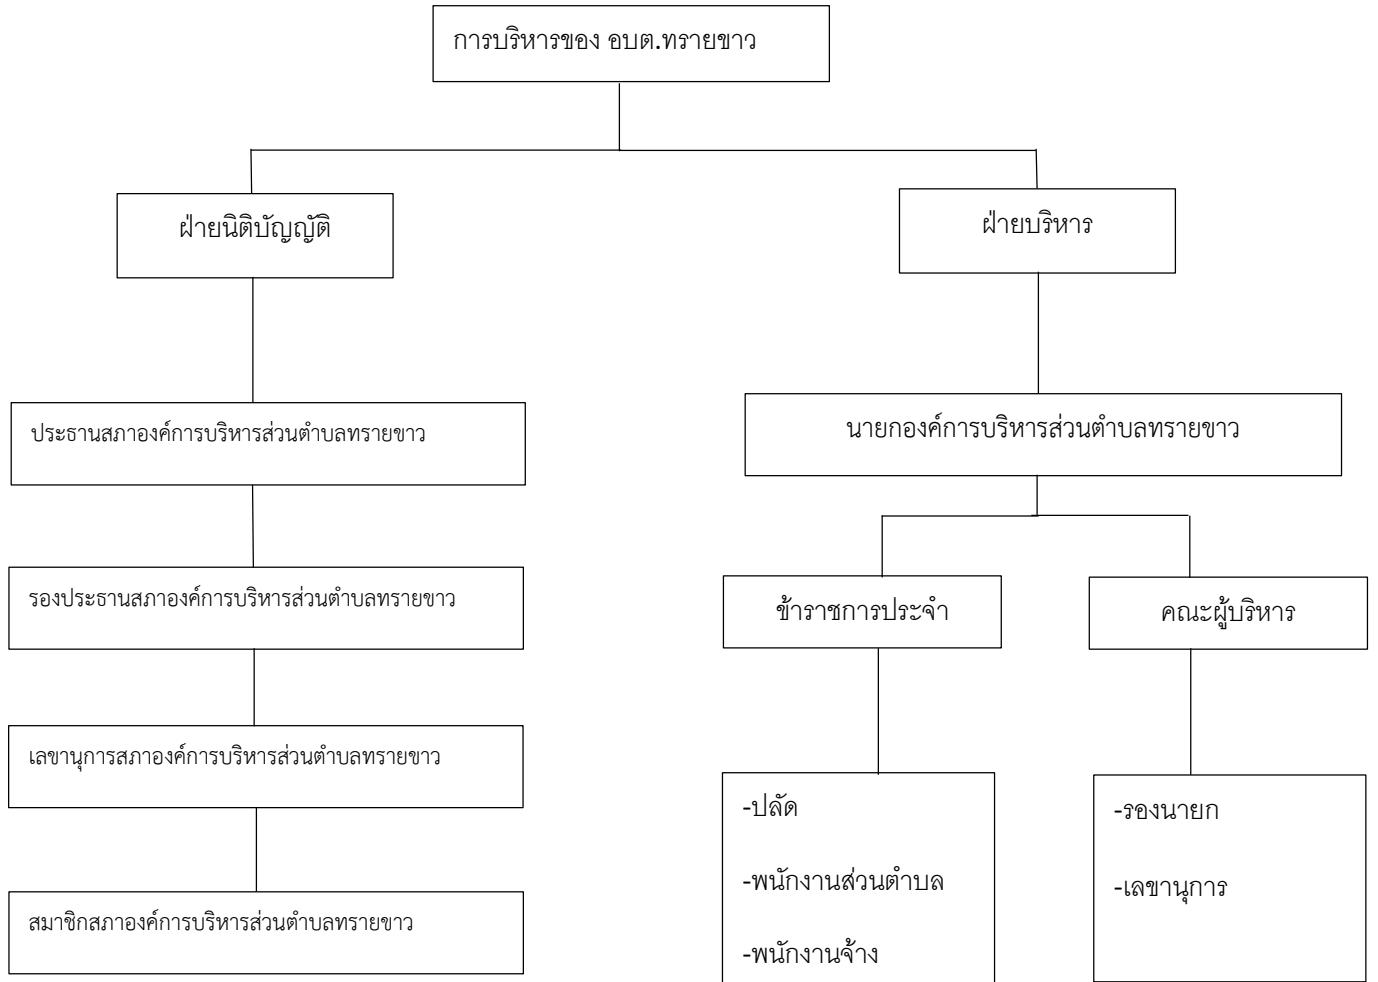 การบริหารของ อบต.ทรายขาว
ฝ่ายนิติบัญญัติ
ฝ่ายบริหาร
ประธานสภาองค์การบริหารส่วนตำบลทรายขาว
นายกองค์การบริหารส่วนตำบลทรายขาว
รองประธานสภาองค์การบริหารส่วนตำบลทรายขาว
ข้าราชการประจำ
คณะผู้บริหาร
เลขานุการสภาองค์การบริหารส่วนตำบลทรายขาว
สมาชิกสภาองค์การบริหารส่วนตำบลทรายขาว
-ปลัด
-พนักงานส่วนตำบล
-พนักงานจ้าง
-รองนายก
-เลขานุการ